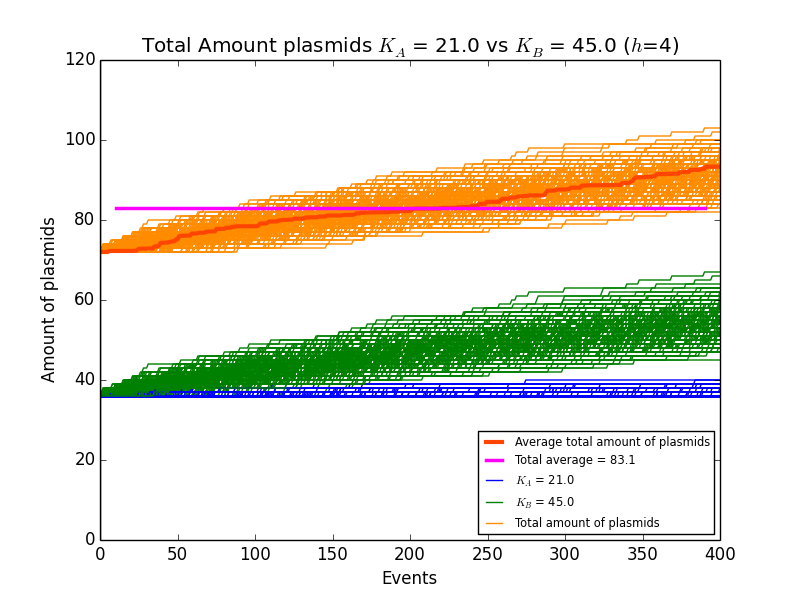 Total Amount plasmids K_A = 21.0 vs K_B = 45.0 (h=4)
120
100
80
60
40
20
0
Amount of plasmids
Average total amount of plasmids
Total average = 83.1
K_A = 21.0
K_B = 45.0
Total amount of plasmids
0 50 100 150 200 250 300 350 400
Events